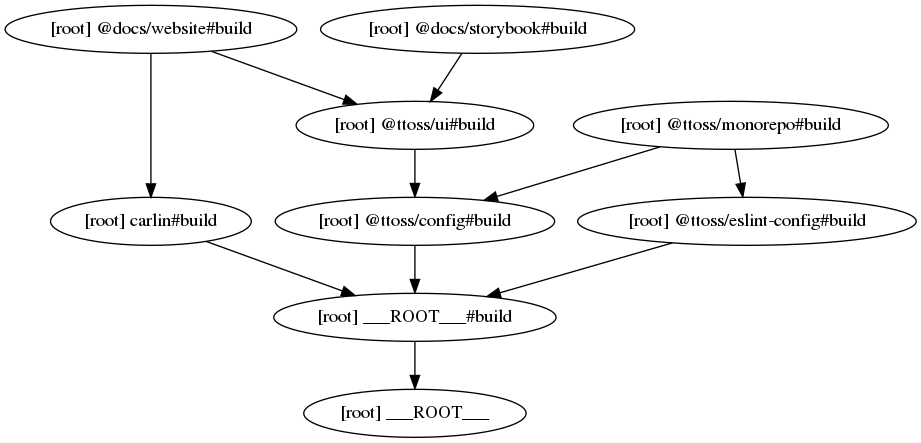 [root] @docs/website#build
[root] @docs/storybook#build
[root] @ttoss/ui#build
[root] @ttoss/monorepo#build
[root] carlin#build
[root] @ttoss/config#build
[root] @ttoss/eslint-config#build
[root] ___ROOT___#build
[root] ___ROOT___